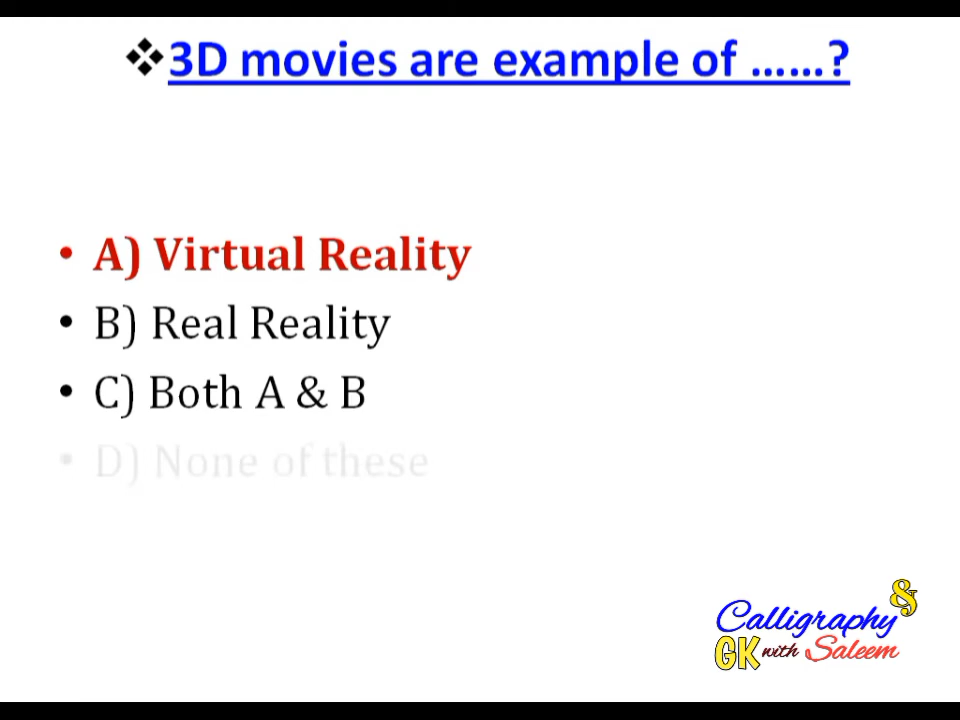 ❖3D movies are example of ……?
• A) Virtual Reality
• B) Real Reality
• C) Both A & B
• D) None of these
Calligraphy &
GK with Saleem